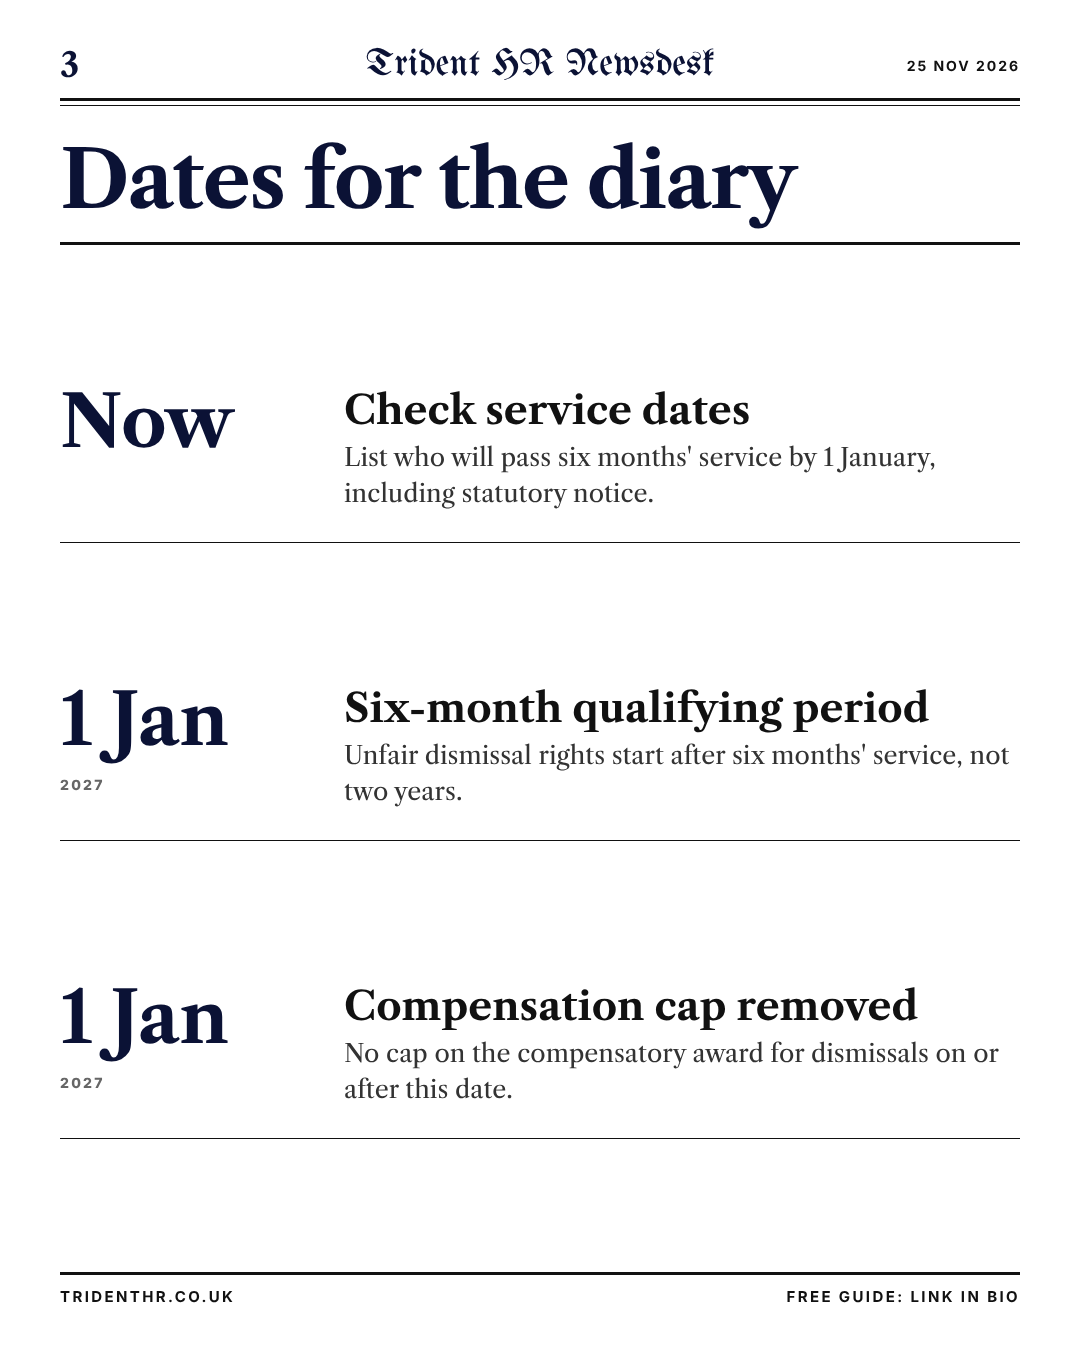 3
Trident HR Newsdesk
25 NOV 2026
Dates for the diary
Now
Check service dates
List who will pass six months' service by 1 January,
including statutory notice.
1 Jan
2027
Six-month qualifying period
Unfair dismissal rights start after six months' service, not
two years.
1 Jan
2027
Compensation cap removed
No cap on the compensatory award for dismissals on or
after this date.
TRIDENTHR.CO.UK
FREE GUIDE: LINK IN BIO